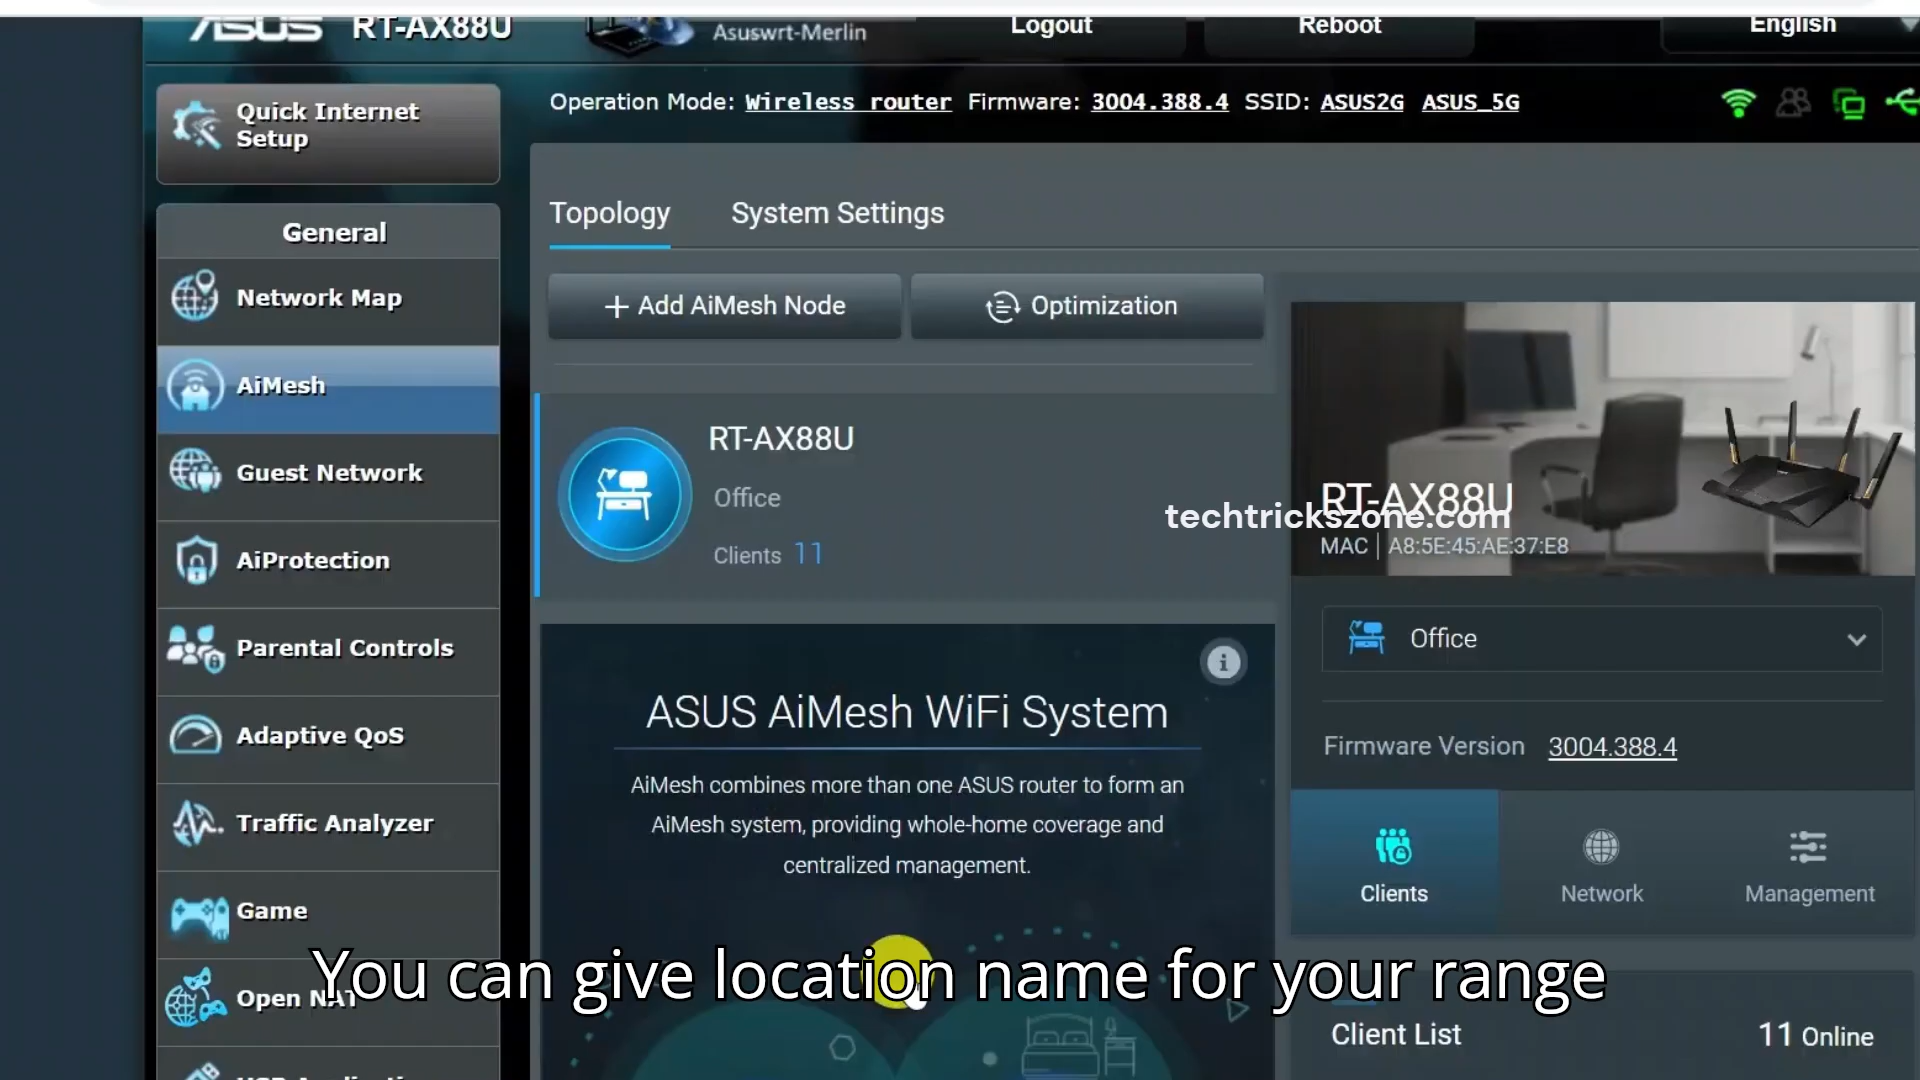 ASUS RT-AX88U Asuswrt-Merlin Logout Reboot English
Quick Internet
Setup
Operation Mode: Wireless router Firmware: 3004.388.4 SSID: ASUS2G ASUS_5G
General
Network Map
AiMesh
Guest Network
AiProtection
Parental Controls
Adaptive QoS
Traffic Analyzer
Game
Open NAT
Topology System Settings
+ Add AiMesh Node Optimization
RT-AX88U
Office
Clients 11
ASUS AiMesh WiFi System
AiMesh combines more than one ASUS router to form an
AiMesh system, providing whole-home coverage and
centralized management.
RT-AX88U
techtrickszone.com
MAC | A8:5E:45:AE:37:E8
Office
Firmware Version 3004.388.4
Clients Network Management
Client List 11 Online
You can give location name for your range